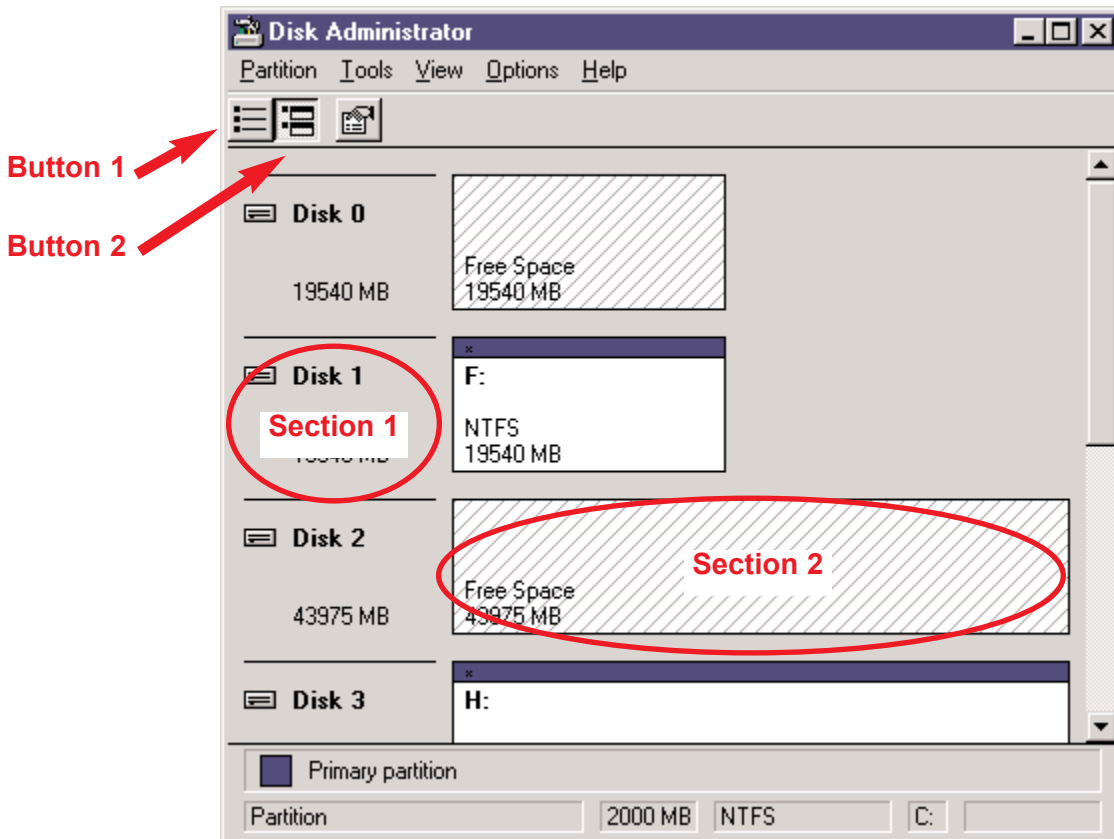 Disk Administrator
Partition Tools View Options Help
Button 1
Button 2
Disk 0
19540 MB
Free Space
19540 MB
Disk 1
Section 1
F:
NTFS
19540 MB
Disk 2
43975 MB
Section 2
Free Space
43975 MB
Disk 3
H:
Primary partition
Partition 2000 MB NTFS C: